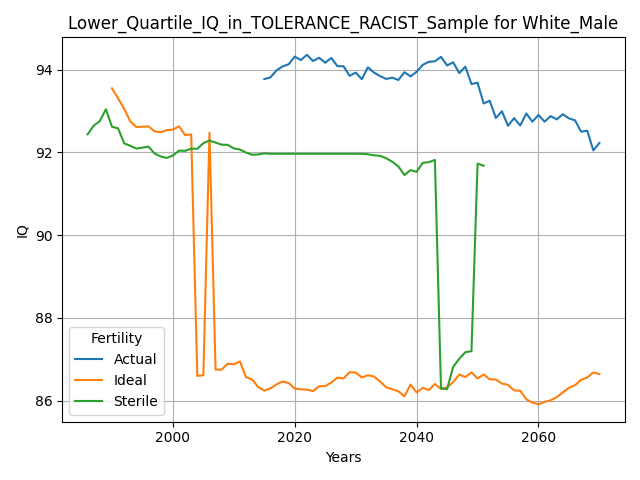 Lower_Quartile_IQ_in_TOLERANCE_RACIST_Sample for White_Male
94
92
90
88
86
IQ
Fertility
Actual
Ideal
Sterile
2000
2020
2040
2060
Years